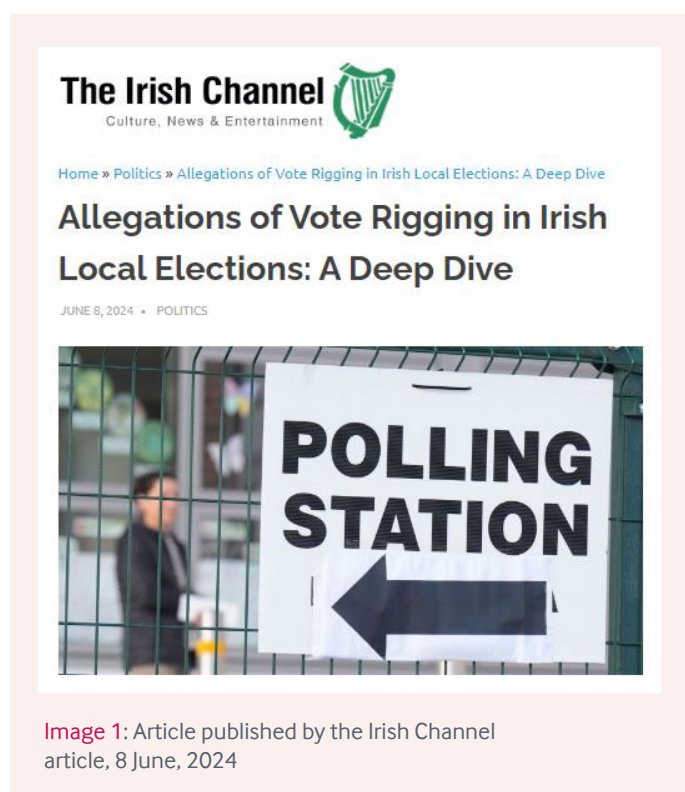 The Irish Channel
Culture, News & Entertainment
Home » Politics » Allegations of Vote Rigging in Irish Local Elections: A Deep Dive
Allegations of Vote Rigging in Irish
Local Elections: A Deep Dive
JUNE 8, 2024 • POLITICS
POLLING
STATION
Image 1: Article published by the Irish Channel
article, 8 June, 2024